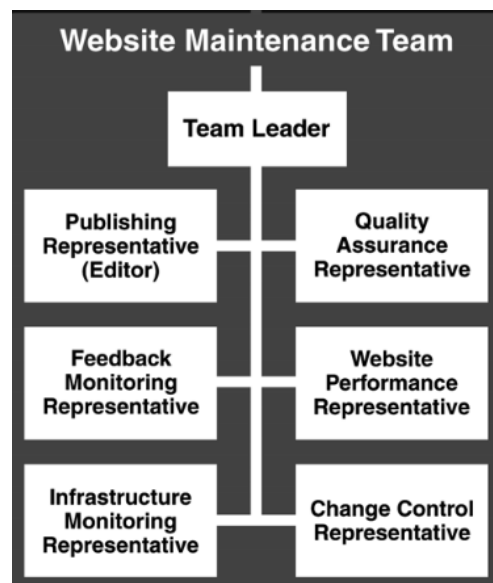 Website Maintenance Team
Team Leader
Publishing
Representative
(Editor)
Quality
Assurance
Representative
Feedback
Monitoring
Representative
Website
Performance
Representative
Infrastructure
Monitoring
Representative
Change Control
Representative